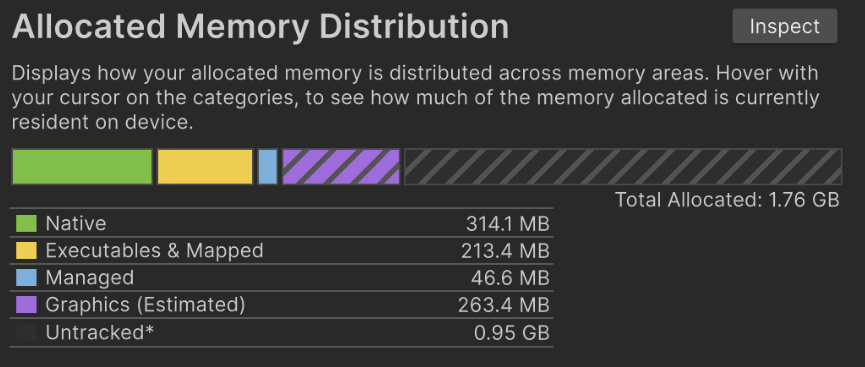 Allocated Memory Distribution
Inspect
Displays how your allocated memory is distributed across memory areas. Hover with
your cursor on the categories, to see how much of the memory allocated is currently
resident on device.
Total Allocated: 1.76 GB
Native 314.1 MB
Executables & Mapped 213.4 MB
Managed 46.6 MB
Graphics (Estimated) 263.4 MB
Untracked* 0.95 GB